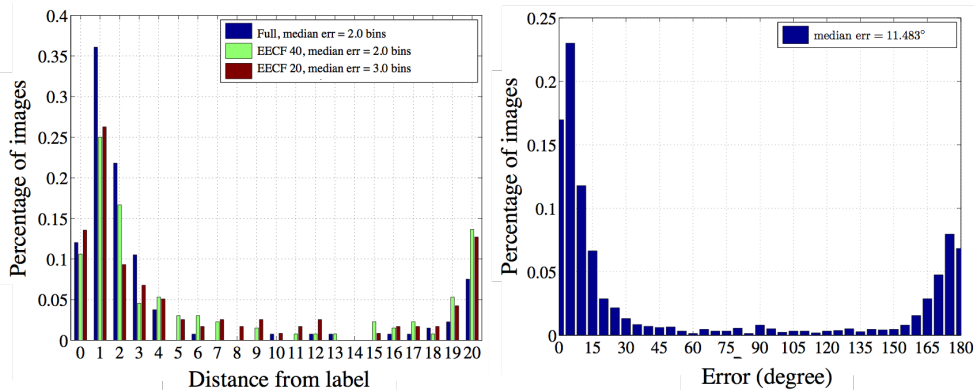 Full, median err = 2.0 bins
EECF 40, median err = 2.0 bins
EECF 20, median err = 3.0 bins
0.4
0.35
0.3
0.25
0.2
0.15
0.1
0.05
0
Percentage of images
0 1 2 3 4 5 6 7 8 9 10 11 12 13 14 15 16 17 18 19 20
Distance from label
median err = 11.483°
0.25
0.2
0.15
0.1
0.05
0
Percentage of images
0 15 30 45 60 75 90 105 120 135 150 165 180
Error (degree)